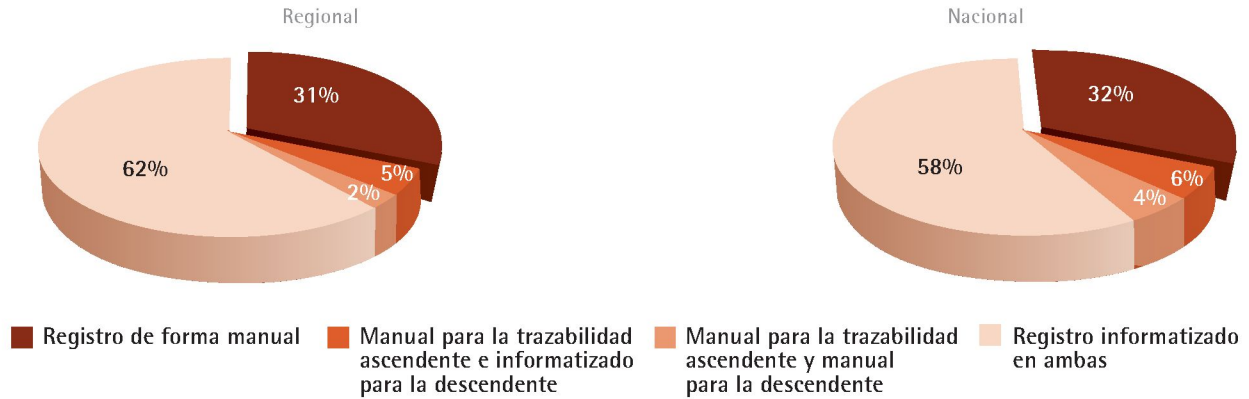 Regional
31%
62%
5%
2%
Nacional
32%
58%
6%
4%
Registro de forma manual
Manual para la trazabilidad
ascendente e informatizado
para la descendente
Manual para la trazabilidad
ascendente y manual
para la descendente
Registro informatizado
en ambas